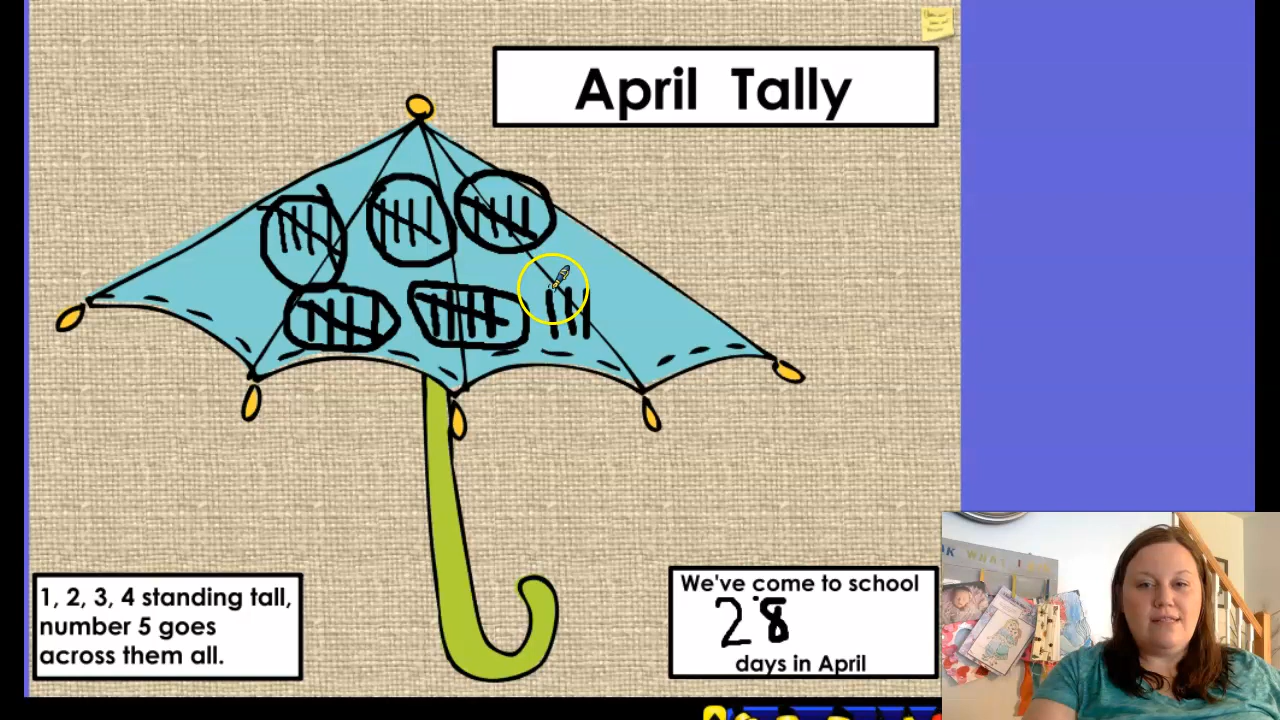 April Tally
1, 2, 3, 4 standing tall,
number 5 goes
across them all.
We've come to school
28
days in April